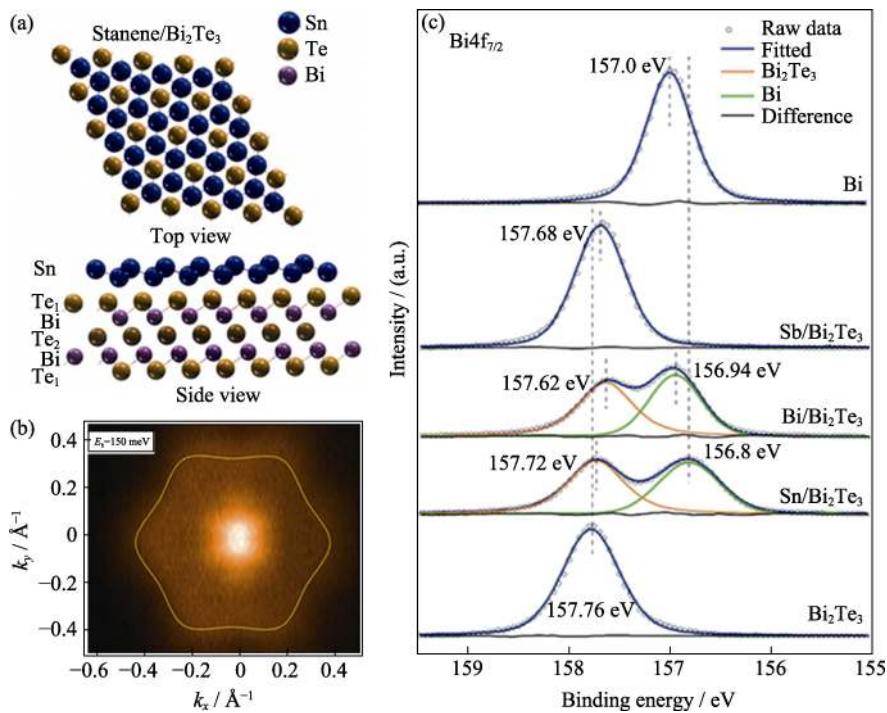 (a)
Stanene/Bi₂Te₃
Sn
Te
Bi
Top view
Sn
Te₁
Bi
Te₂
Bi
Te₁
Side view
(b)
E_b=150 meV
0.4
0.2
0
−0.2
−0.4
k_y / Å⁻¹
−0.6 −0.4 −0.2 0 0.2 0.4
k_x / Å⁻¹
(c)
Bi4f₇/₂
Raw data
Fitted
Bi₂Te₃
Bi
Difference
157.0 eV
Bi
157.68 eV
Sb/Bi₂Te₃
157.62 eV
156.94 eV
Bi/Bi₂Te₃
157.72 eV
156.8 eV
Sn/Bi₂Te₃
157.76 eV
Bi₂Te₃
Intensity / (a.u.)
159 158 157 156 155
Binding energy / eV